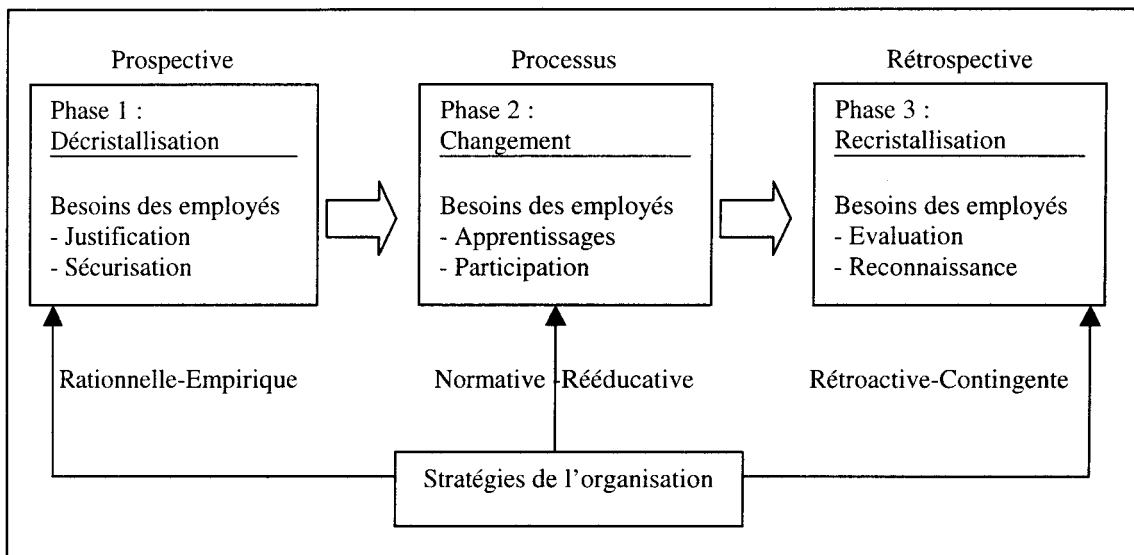 Prospective
Phase 1 :
Décristallisation
Besoins des employés
- Justification
- Sécurisation
Processus
Phase 2 :
Changement
Besoins des employés
- Apprentissages
- Participation
Rétrospective
Phase 3 :
Recristallisation
Besoins des employés
- Evaluation
- Reconnaissance
Rationnelle-Empirique
Normative -Rééducative
Rétroactive-Contingente
Stratégies de l'organisation